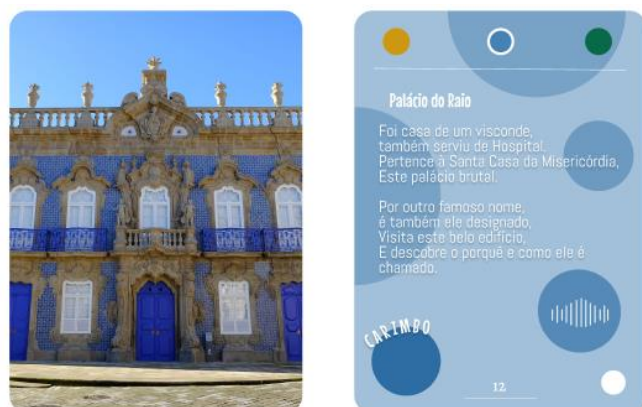 Palácio do Raio
Foi casa de um visconde,
também serviu de Hospital.
Pertence à Santa Casa da Misericórdia,
Este palácio brutal.
Por outro famoso nome,
é também ele designado,
Visita este belo edifício,
E descobre o porquê e como ele é
chamado.
CARIMBO
12